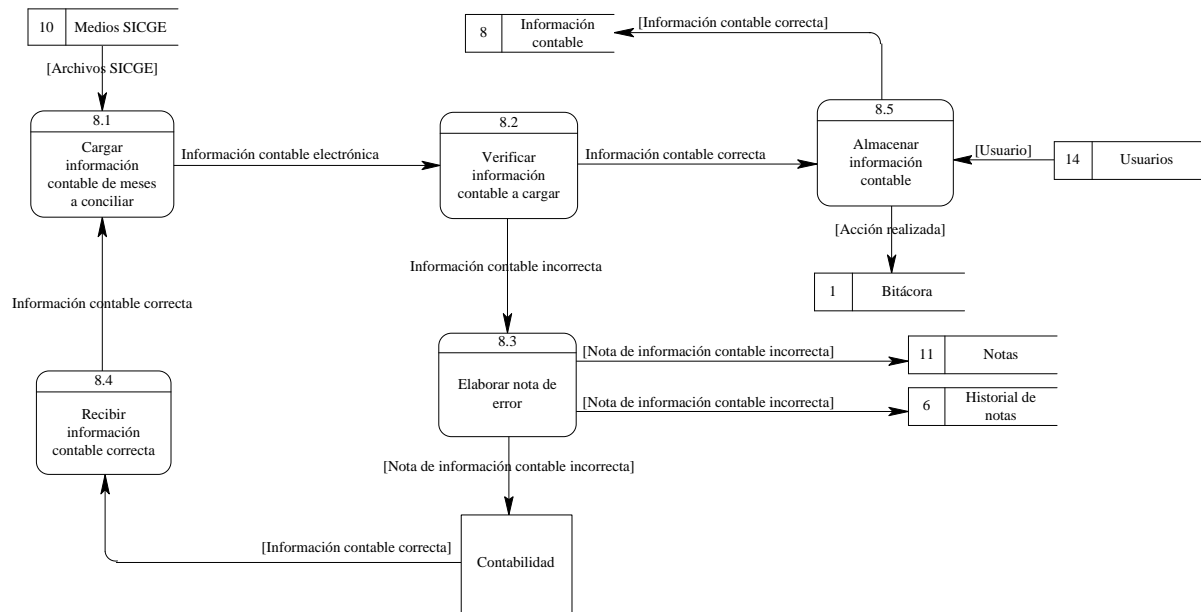 10 Medios SICGE
[Archivos SICGE]
8.1
Cargar
información
contable de meses
a conciliar
Información contable electrónica
8.2
Verificar
información
contable a cargar
Información contable correcta
8 Información
contable
[Información contable correcta]
8.5
Almacenar
información
contable
[Usuario]
14 Usuarios
[Acción realizada]
1 Bitácora
Información contable incorrecta
Información contable correcta
8.3
Elaborar nota de
error
[Nota de información contable incorrecta]
11 Notas
[Nota de información contable incorrecta]
6 Historial de
notas
8.4
Recibir
información
contable correcta
[Nota de información contable incorrecta]
[Información contable correcta]
Contabilidad